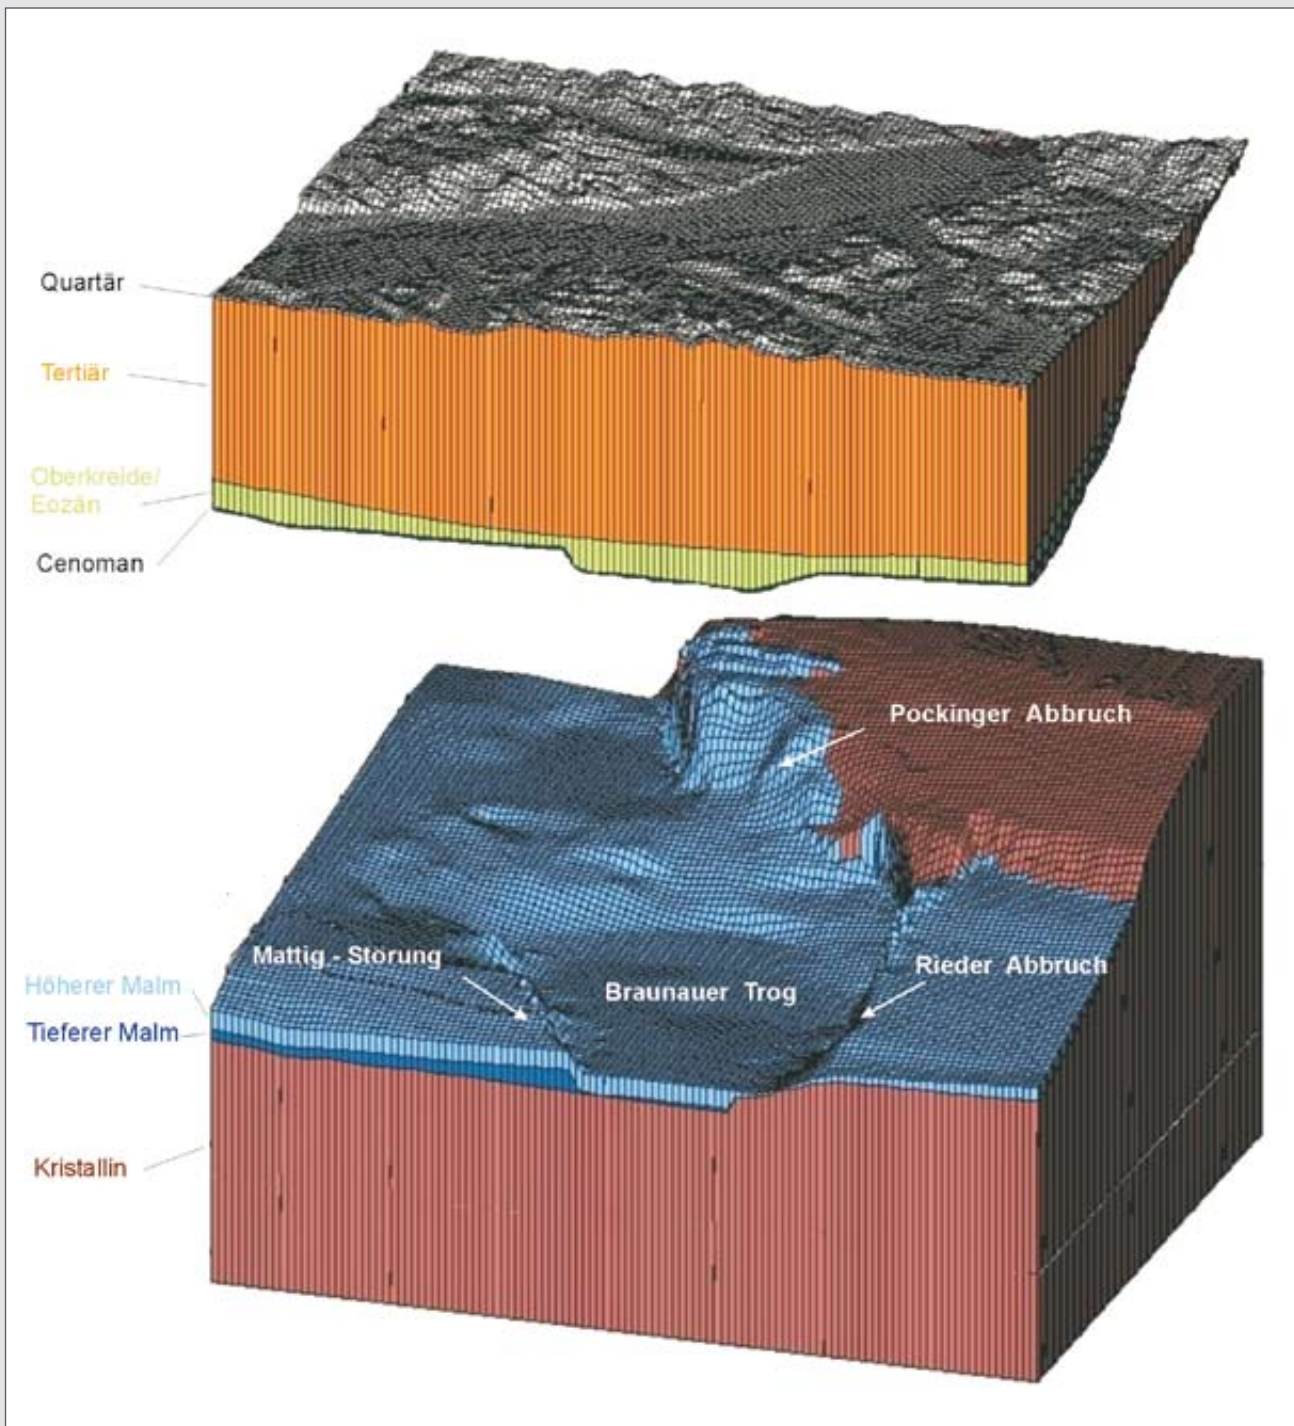 Quartär
Tertiär
Oberkreide/
Eozän
Cenoman
Pockinger Abbruch
Mattig - Störung
Braunauer Trog
Rieder Abbruch
Höherer Malm
Tieferer Malm
Kristallin